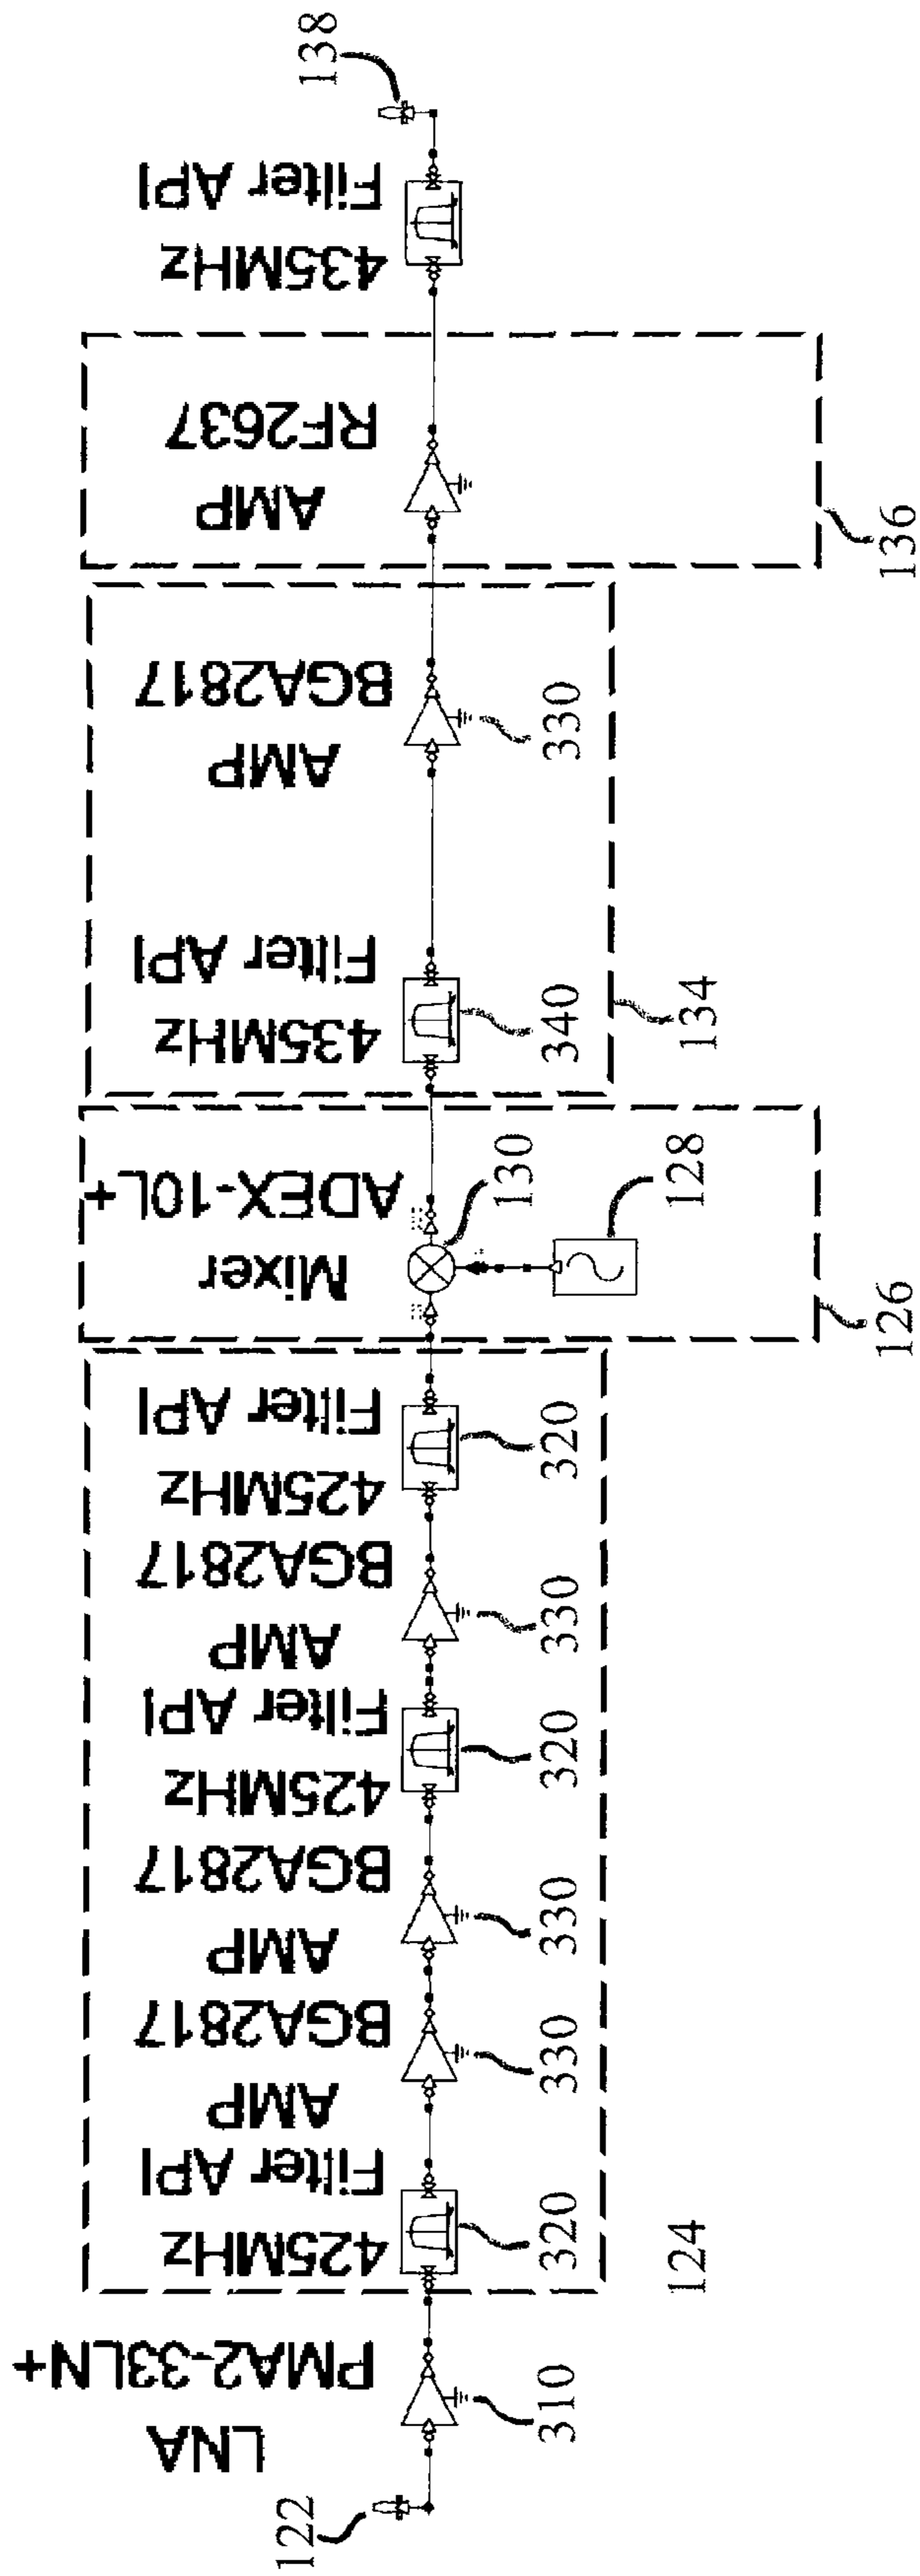 122
LNA
PMA2-33LN+
310
425MHz
Filter API
320
124
AMP
BGA2817
330
AMP
BGA2817
330
425MHz
Filter API
320
AMP
BGA2817
330
425MHz
Filter API
320
Mixer
ADEX-10L+
130
128
126
435MHz
Filter API
340
134
AMP
BGA2817
330
AMP
RF2637
136
435MHz
Filter API
138